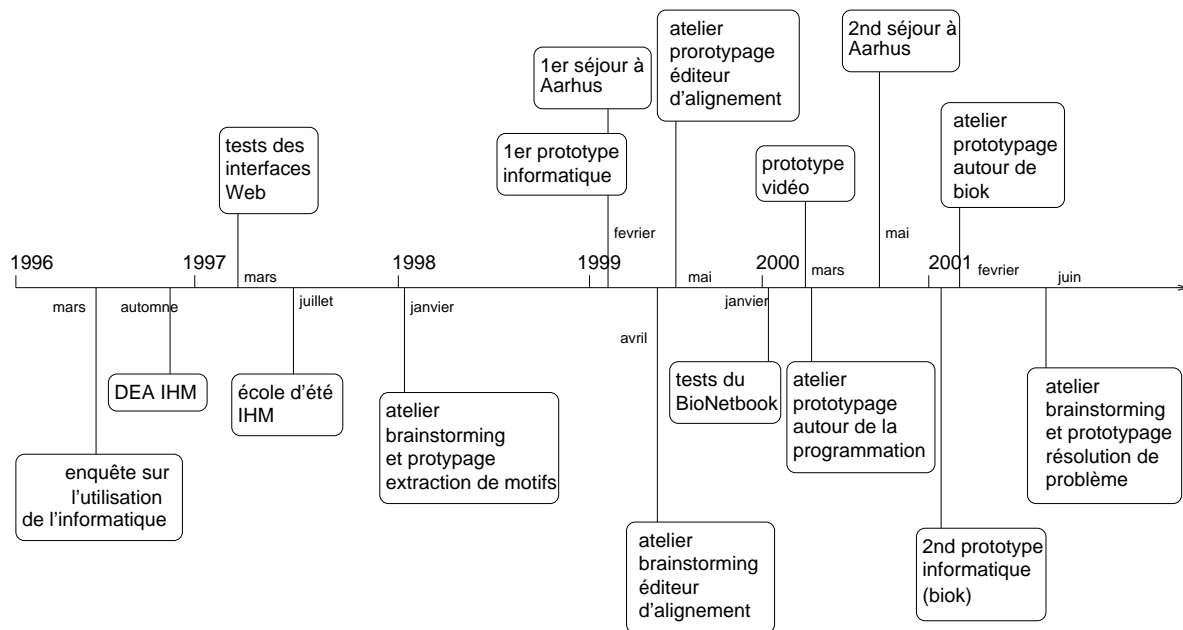 atelier
prorotypage
éditeur
d'alignement
2nd séjour à
Aarhus
1er séjour à
Aarhus
tests des
interfaces
Web
1er prototype
informatique
prototype
vidéo
atelier
prototypage
autour de
biok
fevrier
mai
1996
1997
1998
1999
2000
2001
mars
mai
mars
fevrier
mars
automne
juillet
janvier
janvier
juin
avril
DEA IHM
école d'été
IHM
tests du
BioNetbook
atelier
prototypage
autour de la
programmation
atelier
brainstorming
et prototypage
résolution de
problème
atelier
brainstorming
et protypage
extraction de motifs
enquête sur
l'utilisation
de l'informatique
atelier
brainstorming
éditeur
d'alignement
2nd prototype
informatique
(biok)